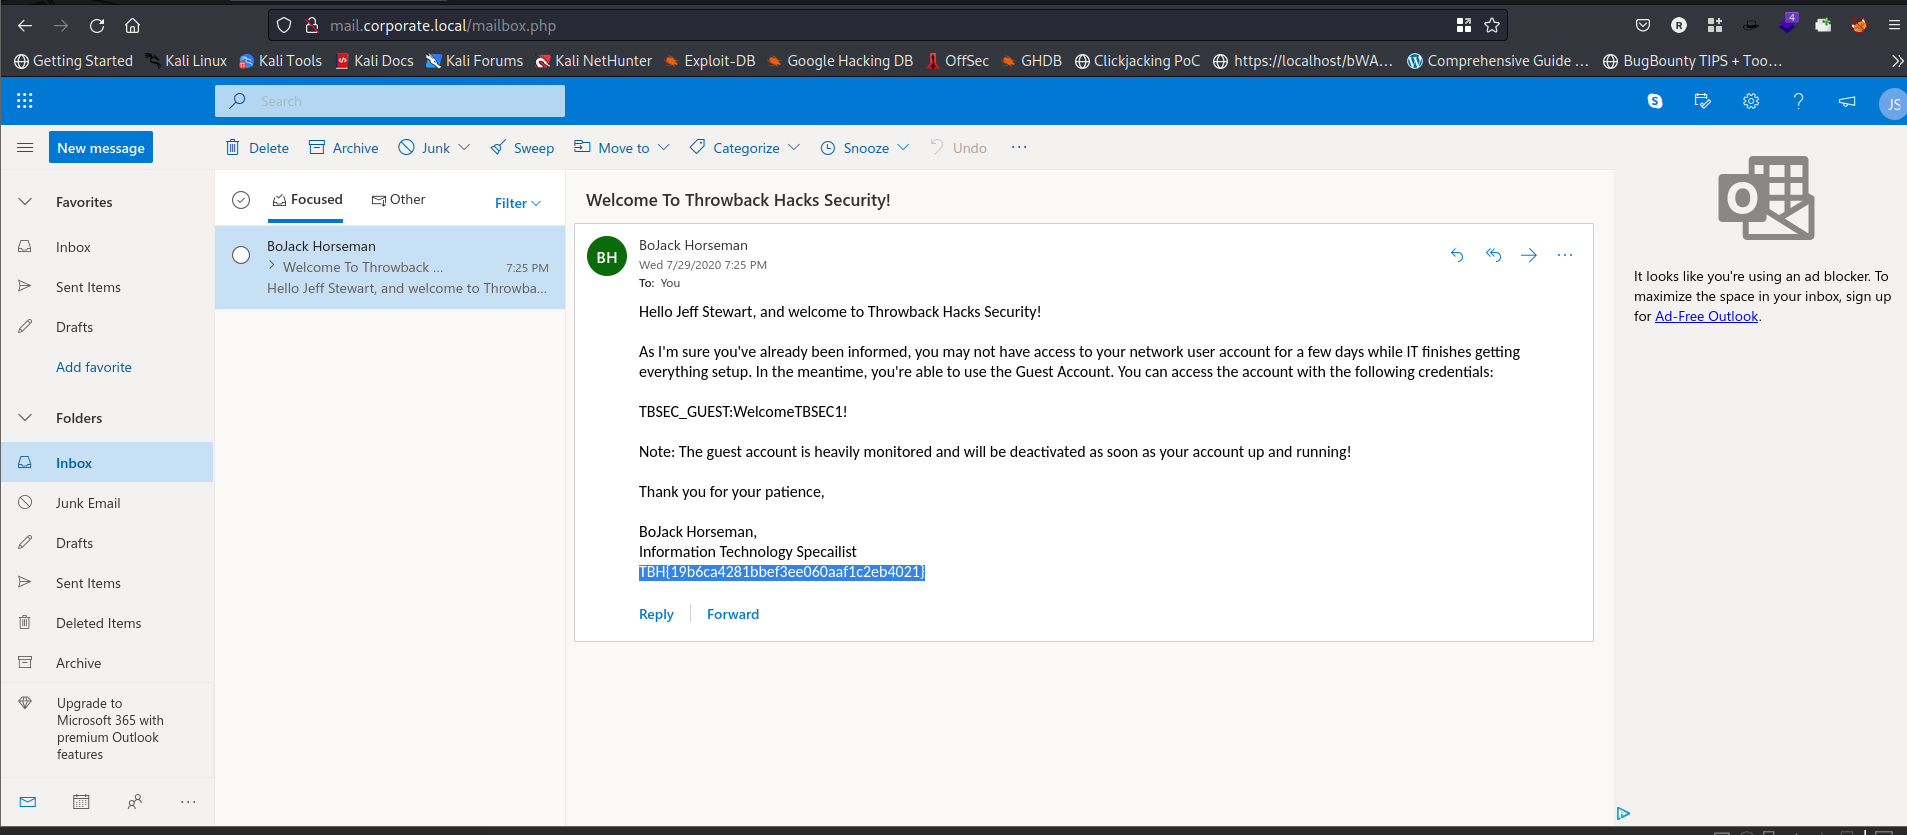 mail.corporate.local/mailbox.php
4
Getting Started Kali Linux Kali Tools Kali Docs Kali Forums Kali NetHunter Exploit-DB Google Hacking DB OffSec GHDB Clickjacking PoC https://localhost/bWA... Comprehensive Guide ... BugBounty TIPS + Too...
Search
JS
New message
Delete Archive Junk Sweep Move to Categorize Snooze Undo
Favorites
Inbox
Sent Items
Drafts
Add favorite
Folders
Inbox
Junk Email
Drafts
Sent Items
Deleted Items
Archive
Upgrade to
Microsoft 365 with
premium Outlook
features
Focused Other Filter
BoJack Horseman
Welcome To Throwback ... 7:25 PM
Hello Jeff Stewart, and welcome to Throwba...
Welcome To Throwback Hacks Security!
BH
BoJack Horseman
Wed 7/29/2020 7:25 PM
To: You
Hello Jeff Stewart, and welcome to Throwback Hacks Security!
As I'm sure you've already been informed, you may not have access to your network user account for a few days while IT finishes getting
everything setup. In the meantime, you're able to use the Guest Account. You can access the account with the following credentials:
TBSEC_GUEST:WelcomeTBSEC1!
Note: The guest account is heavily monitored and will be deactivated as soon as your account up and running!
Thank you for your patience,
BoJack Horseman,
Information Technology Specailist
TBH{19b6ca4281bbef3ee060aaf1c2eb4021}
Reply Forward
It looks like you're using an ad blocker. To
maximize the space in your inbox, sign up
for Ad-Free Outlook.